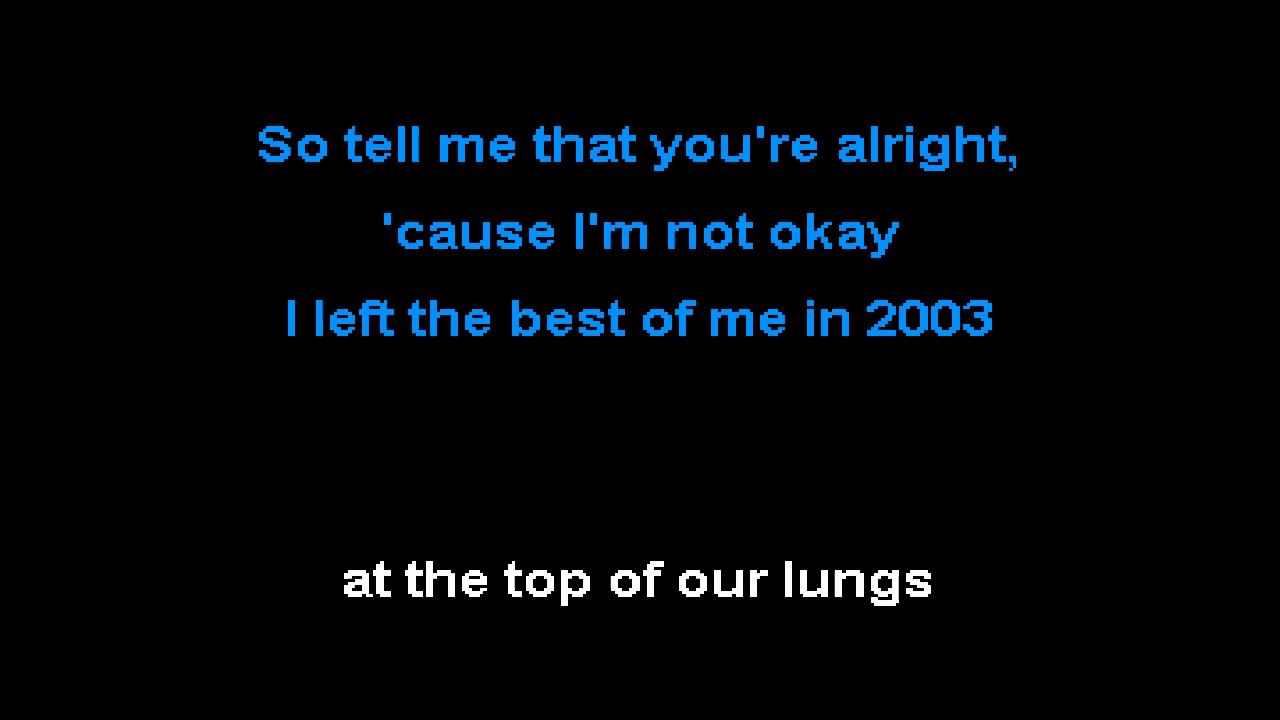 So tell me that you're alright,
'cause I'm not okay
I left the best of me in 2003
at the top of our lungs